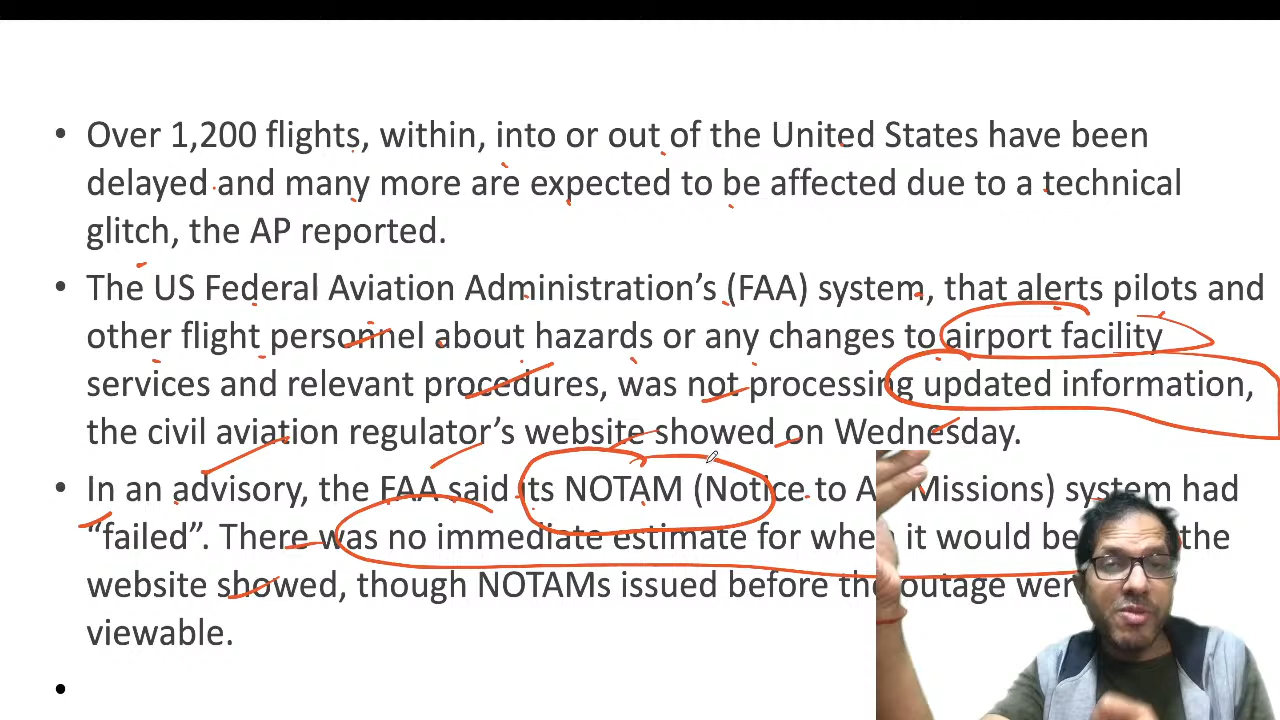 • Over 1,200 flights, within, into or out of the United States have been
delayed and many more are expected to be affected due to a technical
glitch, the AP reported.
• The US Federal Aviation Administration’s (FAA) system, that alerts pilots and
other flight personnel about hazards or any changes to airport facility
services and relevant procedures, was not processing updated information,
the civil aviation regulator’s website showed on Wednesday.
• In an advisory, the FAA said its NOTAM (Notice to Missions) system had
“failed”. There was no immediate estimate for when it would be the
website showed, though NOTAMs issued before the outage
viewable.
•